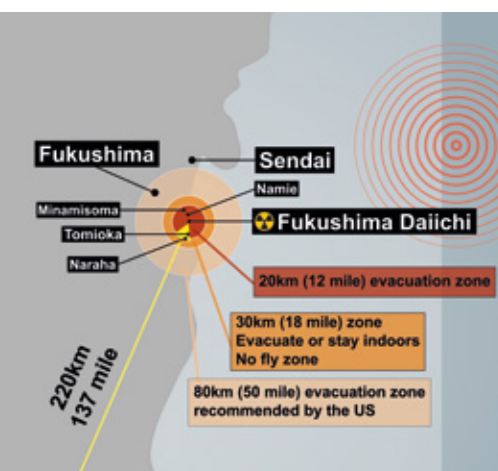 Fukushima
Sendai
Namie
Minamisoma
Fukushima Daiichi
Tomioka
Naraha
20km (12 mile) evacuation zone
30km (18 mile) zone
Evacuate or stay indoors
No fly zone
80km (50 mile) evacuation zone
recommended by the US
220km
137 mile